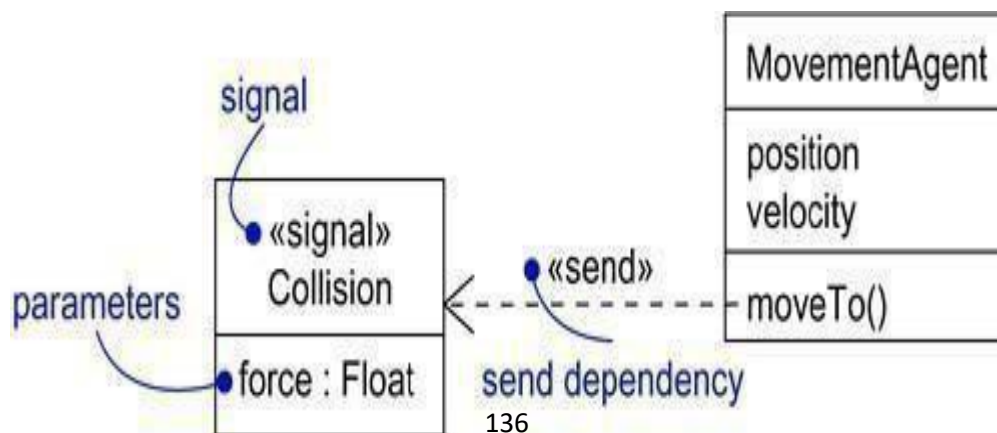 signal
«signal»
Collision
parameters
force : Float
«send»
send dependency
MovementAgent
position
velocity
moveTo()
136